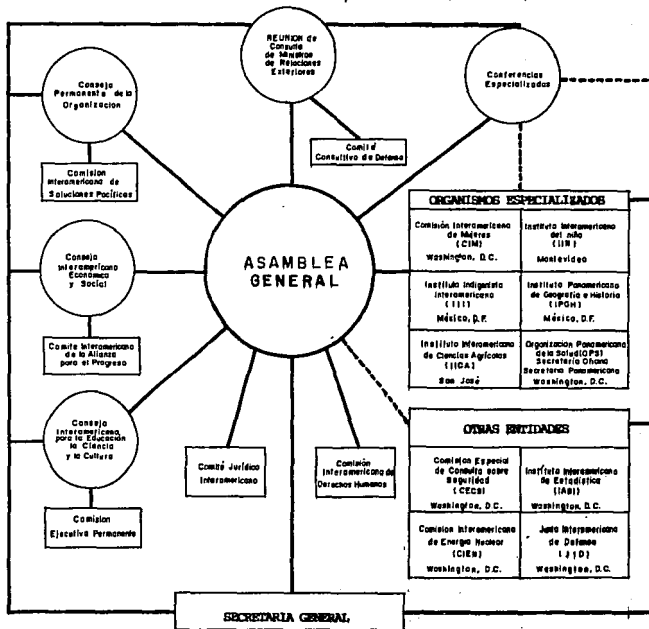 REUNION de
Consulta
de Ministros
de Relaciones
Exteriores
Consejo
Permanente de la
Organizacion
Conferencias
Especializadas
Comision
Interamericana de
Soluciones Pacíficas
Comité
Consultivo de Defensa
ASAMBLEA
GENERAL
Consejo
Interamericano
Económico
y Social
Comite Interamericano
de la Alianza
para el Progreso
Consejo
Interamericano,
para la Educación
la Ciencia
y la Cultura
Comision
Ejecutiva Permanente
Comité Jurídico
Interamericano
Comisión
Interamericana de
Derechos Humanos
ORGANISMOS ESPECIALIZADOS
Comisión Interamericana
de Mujeres
(CIM)
Washington, D.C.
Instituto Interamericano
del niño
(IIN)
Montevideo
Instituto Indigenista
Interamericano
(III)
México, D.F.
Instituto Panamericano
de Geografía e Historia
(IPGH)
México, D.F.
Instituto Interamericano
de Ciencias Agrícolas
(IICA)
San José
Organizacion Panamericana
de la Salud(OPS)
Secretaría
Secretaria Panamericana
Washington, D.C.
OTRAS ENTIDADES
Comision Especial
de Consulta sobre
Seguridad
(CECS)
Washington, D.C.
Instituto Interamericano
de Estadística
(IASI)
Washington, D.C.
Comision Interamericana
de Energía Nuclear
(CIEN)
Washington, D.C.
Junta Interamericana
de Defensa
(JID)
Washington, D.C.
SECRETARIA GENERAL